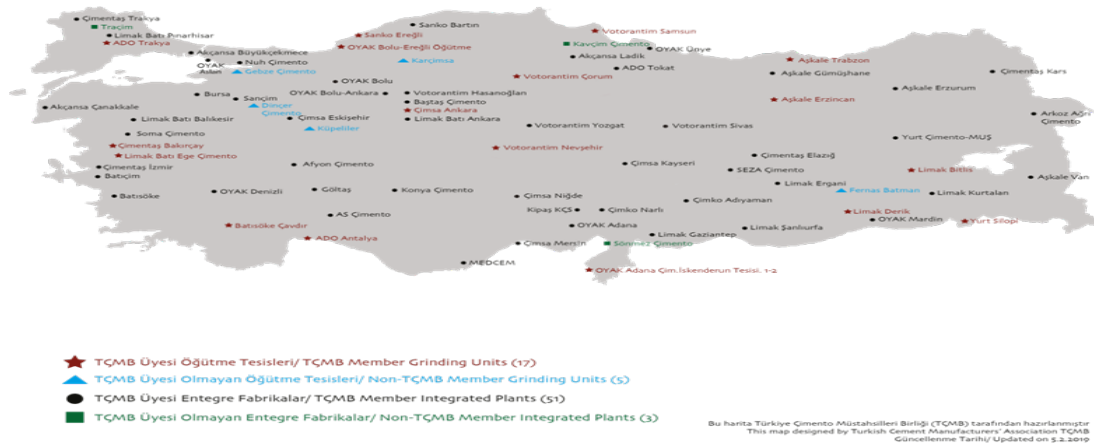 Çimentaş Trakya
Traçim
Limak Batı Pınarhisar
ADO Trakya
Akçansa Büyükçekmece
OYAK
Aslan
Nuh Çimento
Gebze Çimento
Sanko Bartın
Sanko Ereğli
OYAK Bolu-Ereğli Öğütme
Karçimsa
Votorantim Samsun
Kavçim Çimento
OYAK Ünye
Akçansa Ladik
ADO Tokat
Aşkale Trabzon
Aşkale Gümüşhane
Çimentaş Kars
OYAK Bolu
Votorantim Çorum
Bursa
Sançim
OYAK Bolu-Ankara
Votorantim Hasanoğlan
Baştaş Çimento
Çimsa Ankara
Limak Batı Ankara
Aşkale Erzurum
Aşkale Erzincan
Akçansa Çanakkale
Dinçer
Çimento
Çimsa Eskişehir
Küpeliler
Limak Batı Balıkesir
Soma Çimento
Votorantim Yozgat
Votorantim Sivas
Arkoz Ağrı
Çimento
Yurt Çimento-MUŞ
Çimentaş Bakırçay
Limak Batı Ege Çimento
Votorantim Nevşehir
Çimentaş İzmir
Batıçim
Afyon Çimento
Çimsa Kayseri
Çimentaş Elazığ
SEZA Çimento
Limak Bitlis
Aşkale Van
Batısöke
OYAK Denizli
Göltaş
Konya Çimento
Çimsa Niğde
Limak Ergani
Fernas Batman
Limak Kurtalan
Çimko Adıyaman
Kipaş KÇS
Çimko Narlı
AS Çimento
Batısöke Çavdır
ADO Antalya
OYAK Adana
Limak Derik
OYAK Mardin
Yurt Silopi
Limak Şanlıurfa
Limak Gaziantep
Çimsa Mersin
Sönmez Çimento
MEDCEM
OYAK Adana Çim.İskenderun Tesisi. 1-2
TÇMB Üyesi Öğütme Tesisleri/ TÇMB Member Grinding Units (17)
TÇMB Üyesi Olmayan Öğütme Tesisleri/ Non-TÇMB Member Grinding Units (5)
TÇMB Üyesi Entegre Fabrikalar/ TÇMB Member Integrated Plants (51)
TÇMB Üyesi Olmayan Entegre Fabrikalar/ Non-TÇMB Member Integrated Plants (3)
Bu harita Türkiye Çimento Müstahsilleri Birliği (TÇMB) tarafından hazırlanmıştır
This map designed by Turkish Cement Manufacturers' Association TÇMB
Güncellenme Tarihi/ Updated on 5.2.2019